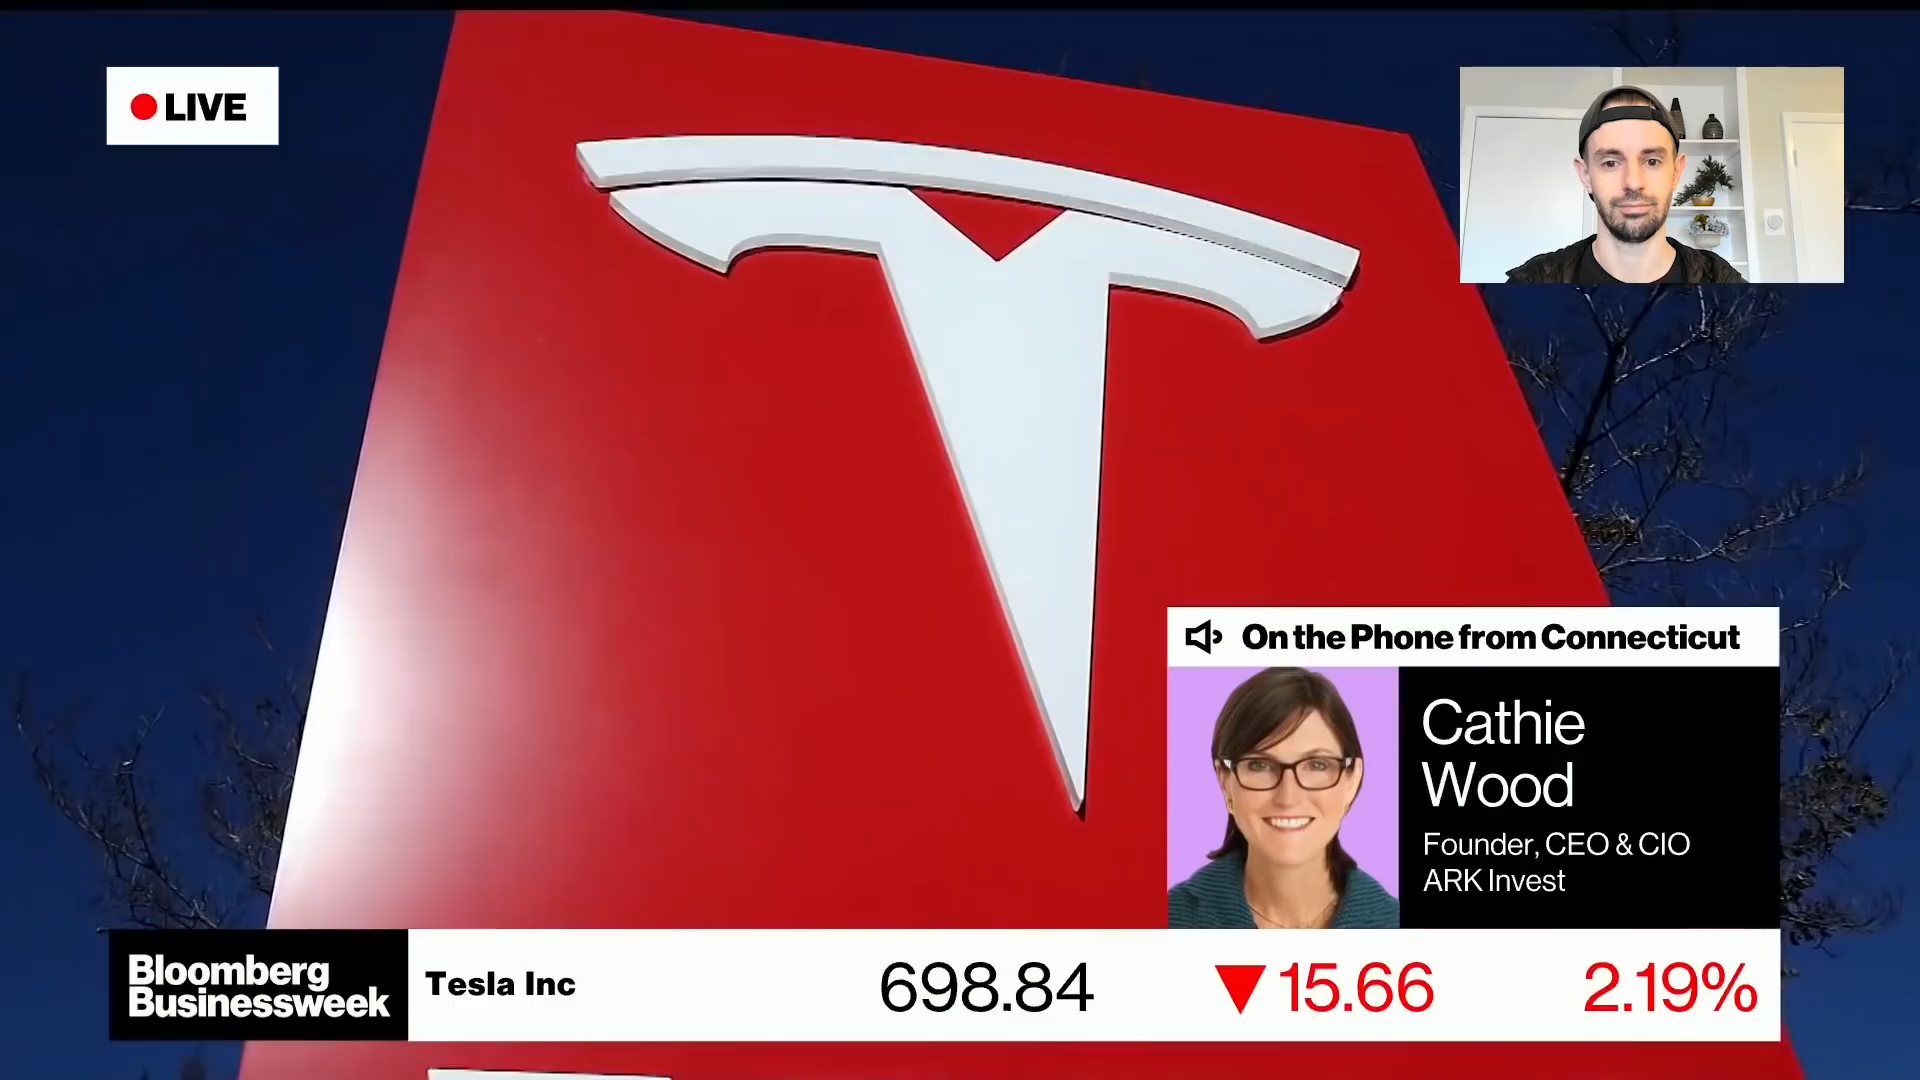 LIVE
On the Phone from Connecticut
Cathie
Wood
Founder, CEO & CIO
ARK Invest
Bloomberg
Businessweek
Tesla Inc
698.84
▼15.66
2.19%